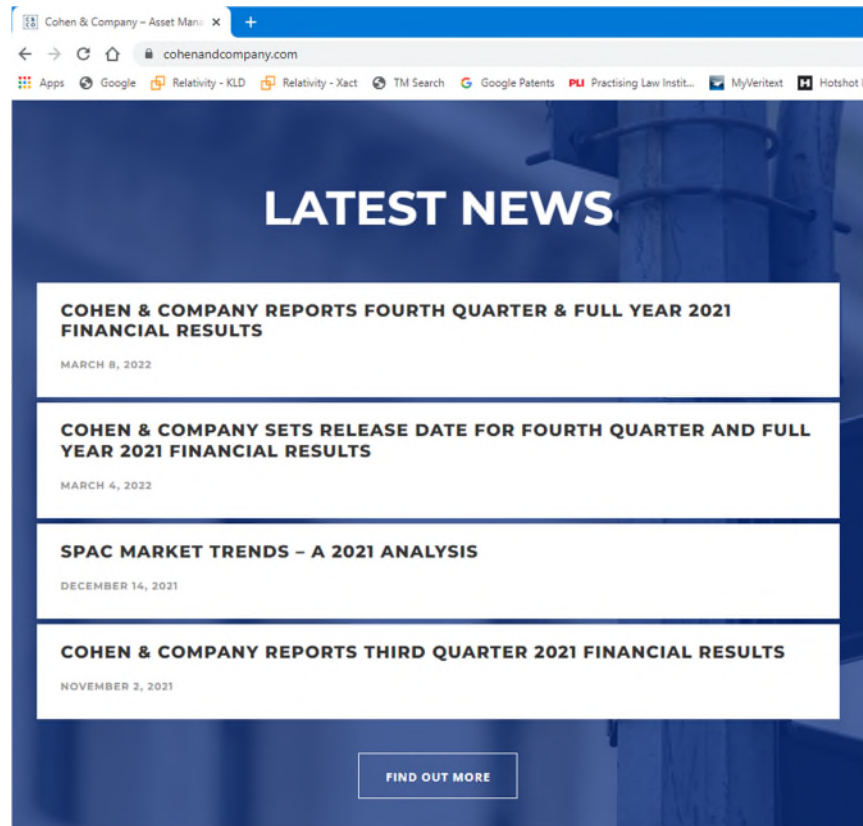 Cohen & Company – Asset Mana
cohenandcompany.com
Apps Google Relativity - KLD Relativity - Xact TM Search Google Patents PLI Practising Law Instit... MyVeritext Hotshot
LATEST NEWS
COHEN & COMPANY REPORTS FOURTH QUARTER & FULL YEAR 2021
FINANCIAL RESULTS
MARCH 8, 2022
COHEN & COMPANY SETS RELEASE DATE FOR FOURTH QUARTER AND FULL
YEAR 2021 FINANCIAL RESULTS
MARCH 4, 2022
SPAC MARKET TRENDS – A 2021 ANALYSIS
DECEMBER 14, 2021
COHEN & COMPANY REPORTS THIRD QUARTER 2021 FINANCIAL RESULTS
NOVEMBER 2, 2021
FIND OUT MORE